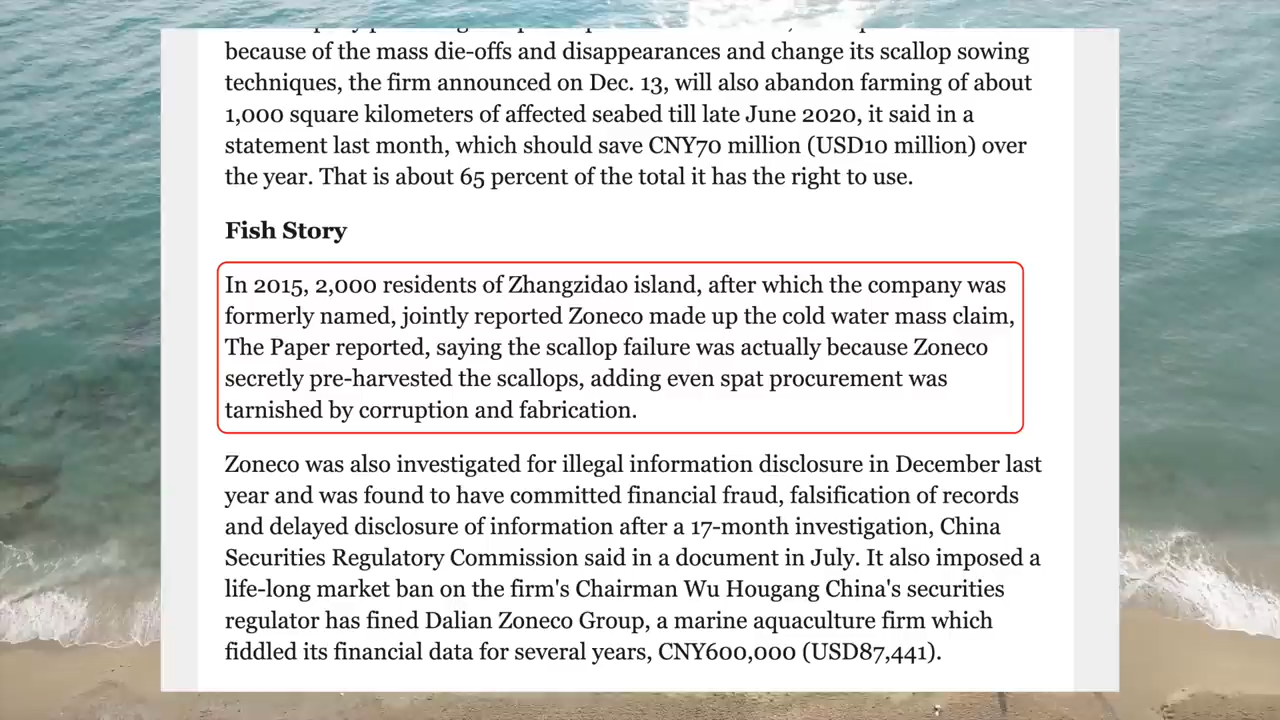 because of the mass die-offs and disappearances and change its scallop sowing
techniques, the firm announced on Dec. 13, will also abandon farming of about
1,000 square kilometers of affected seabed till late June 2020, it said in a
statement last month, which should save CNY70 million (USD10 million) over
the year. That is about 65 percent of the total it has the right to use.
Fish Story
In 2015, 2,000 residents of Zhangzidao island, after which the company was
formerly named, jointly reported Zoneco made up the cold water mass claim,
The Paper reported, saying the scallop failure was actually because Zoneco
secretly pre-harvested the scallops, adding even spat procurement was
tarnished by corruption and fabrication.
Zoneco was also investigated for illegal information disclosure in December last
year and was found to have committed financial fraud, falsification of records
and delayed disclosure of information after a 17-month investigation, China
Securities Regulatory Commission said in a document in July. It also imposed a
life-long market ban on the firm's Chairman Wu Hougang China's securities
regulator has fined Dalian Zoneco Group, a marine aquaculture firm which
fiddled its financial data for several years, CNY600,000 (USD87,441).